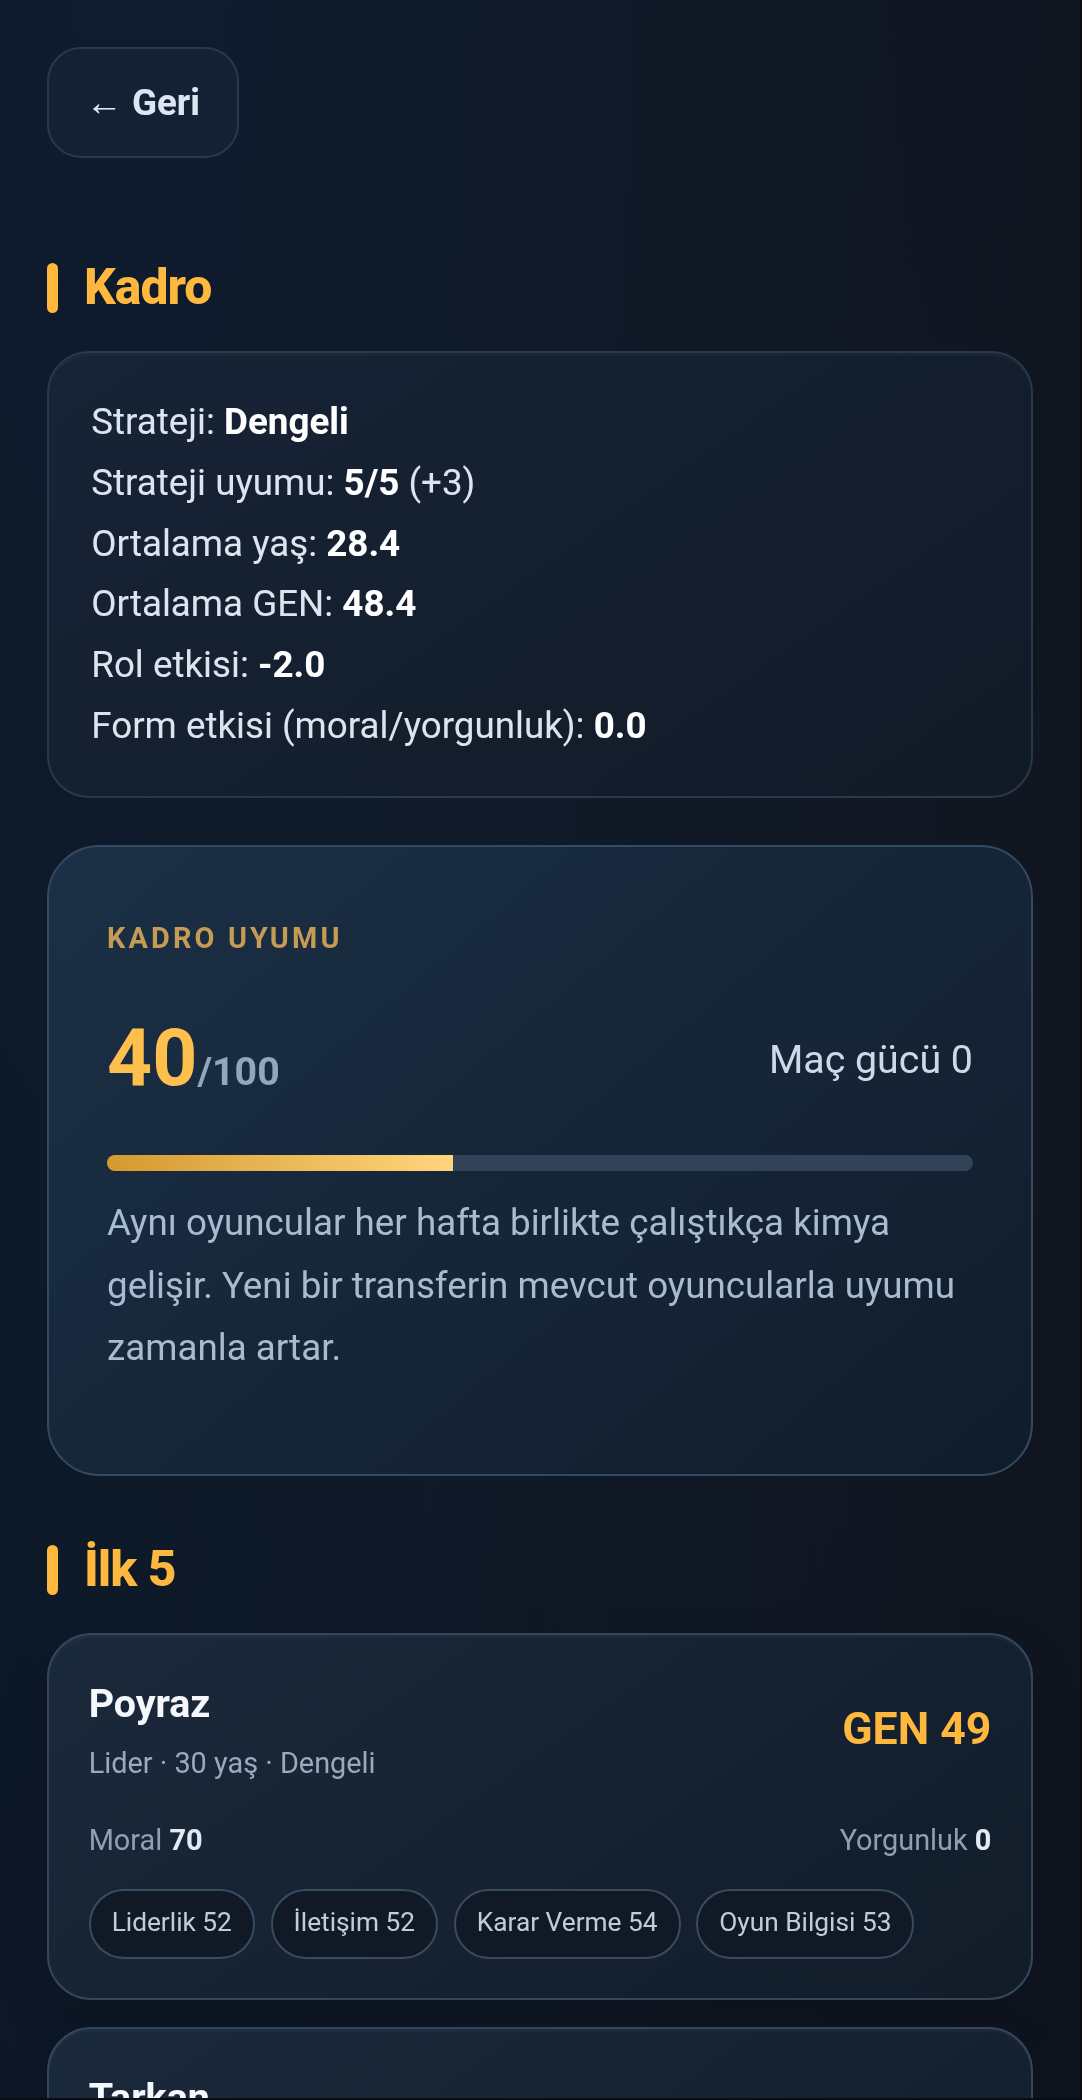 ← Geri
Kadro
Strateji: Dengeli
Strateji uyumu: 5/5 (+3)
Ortalama yaş: 28.4
Ortalama GEN: 48.4
Rol etkisi: -2.0
Form etkisi (moral/yorgunluk): 0.0
KADRO UYUMU
40/100
Maç gücü 0
Aynı oyuncular her hafta birlikte çalıştıkça kimya
gelişir. Yeni bir transferin mevcut oyuncularla uyumu
zamanla artar.
İlk 5
Poyraz
GEN 49
Lider · 30 yaş · Dengeli
Moral 70
Yorgunluk 0
Liderlik 52
İletişim 52
Karar Verme 54
Oyun Bilgisi 53
Tarkan